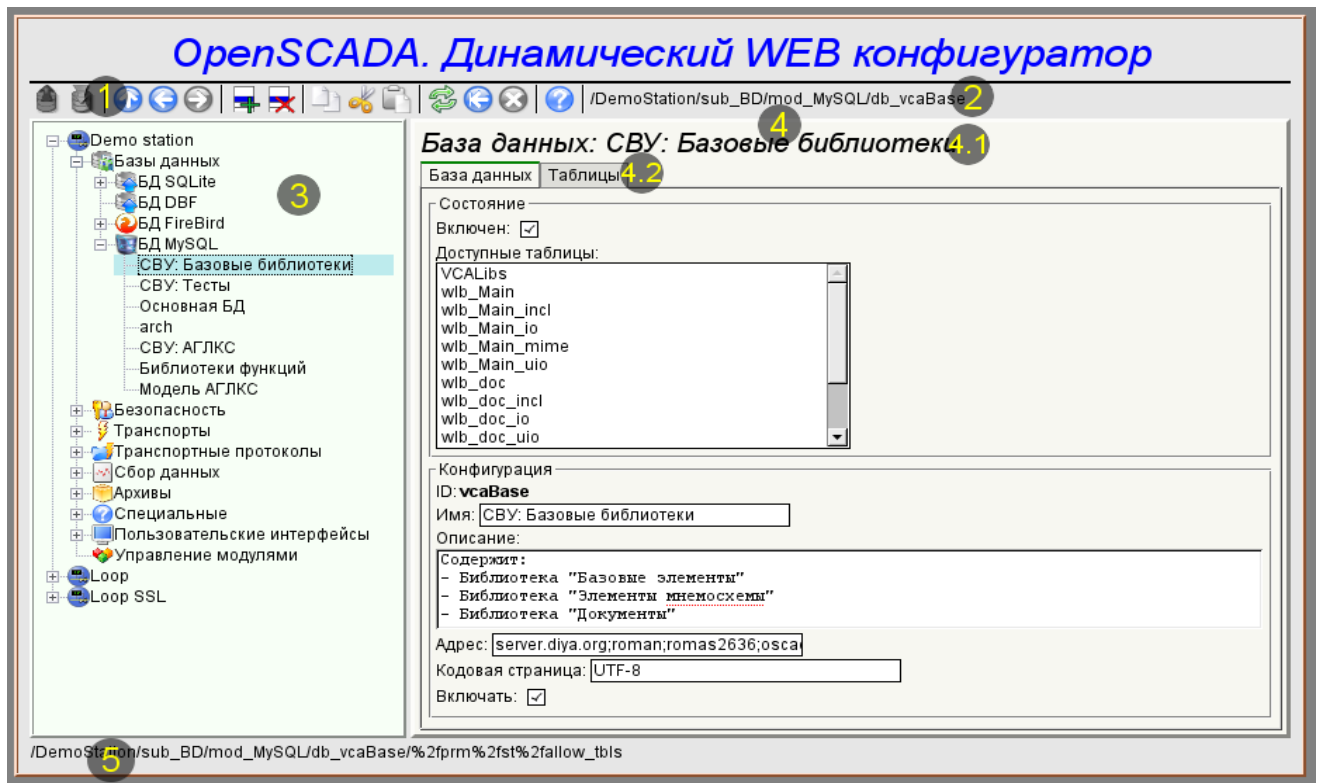 OpenSCADA. Динамический WEB конфигуратор
1
/DemoStation/sub_BD/mod_MySQL/db_vcaBase
2
Demo station
Базы данных
БД SQLite
БД DBF
БД FireBird
БД MySQL
СВУ: Базовые библиотеки
СВУ: Тесты
Основная БД
arch
СВУ: АГЛКС
Библиотеки функций
Модель АГЛКС
Безопасность
Транспорты
Транспортные протоколы
Сбор данных
Архивы
Специальные
Пользовательские интерфейсы
Управление модулями
Loop
Loop SSL
3
4
База данных: СВУ: Базовые библиотеки
4.1
База данных
Таблицы
4.2
Состояние
Включен:
Доступные таблицы:
VCALibs
wlb_Main
wlb_Main_incl
wlb_Main_io
wlb_Main_mime
wlb_Main_uio
wlb_doc
wlb_doc_incl
wlb_doc_io
wlb_doc_uio
Конфигурация
ID: vcaBase
Имя: СВУ: Базовые библиотеки
Описание:
Содержит:
- Библиотека "Базовые элементы"
- Библиотека "Элементы мнемосхемы"
- Библиотека "Документы"
Адрес: server.diya.org;roman;romas2636;osca
Кодовая страница: UTF-8
Включать:
/DemoStation/sub_BD/mod_MySQL/db_vcaBase/%2fprm%2fst%2fallow_tbls
5